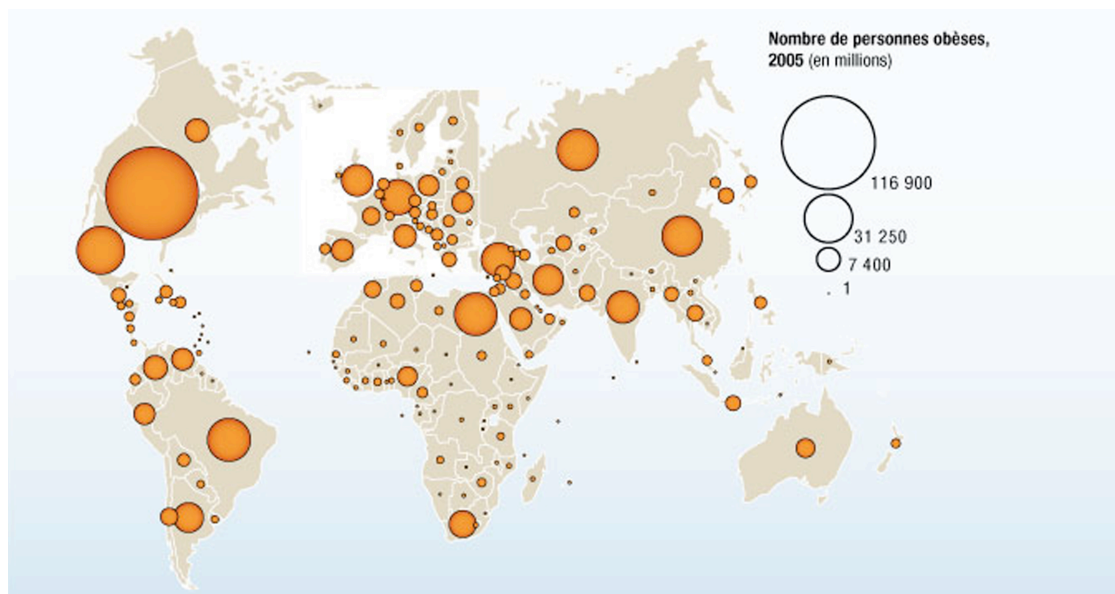 Nombre de personnes obèses,
2005 (en millions)
116 900
31 250
7 400
1